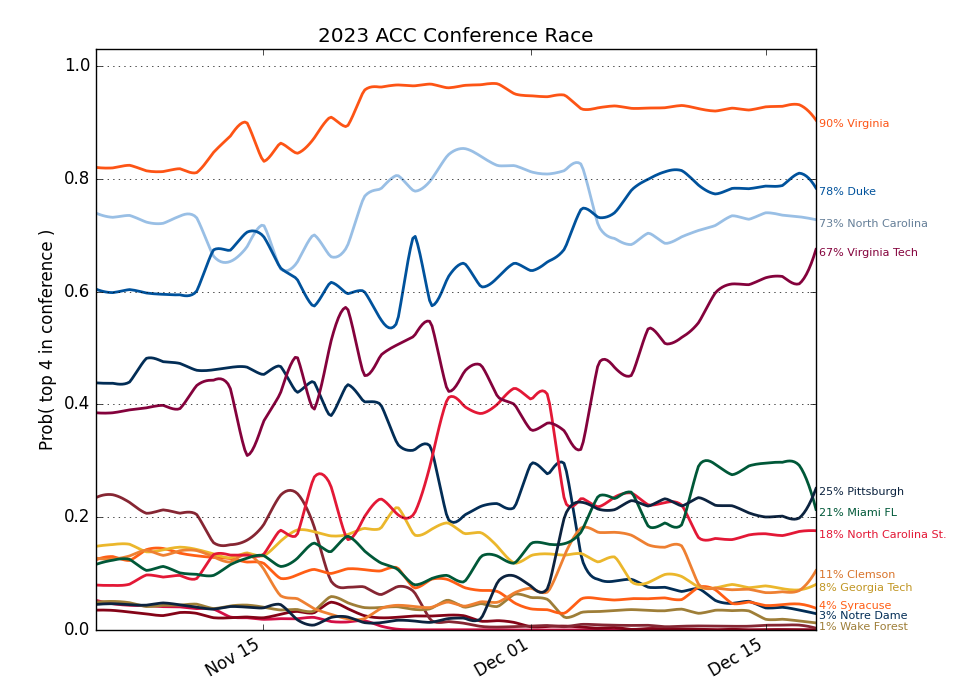 2023 ACC Conference Race
Prob( top 4 in conference )
1.0
0.8
0.6
0.4
0.2
0.0
Nov 15
Dec 01
Dec 15
90% Virginia
78% Duke
73% North Carolina
67% Virginia Tech
25% Pittsburgh
21% Miami FL
18% North Carolina St.
11% Clemson
8% Georgia Tech
4% Syracuse
3% Notre Dame
1% Wake Forest